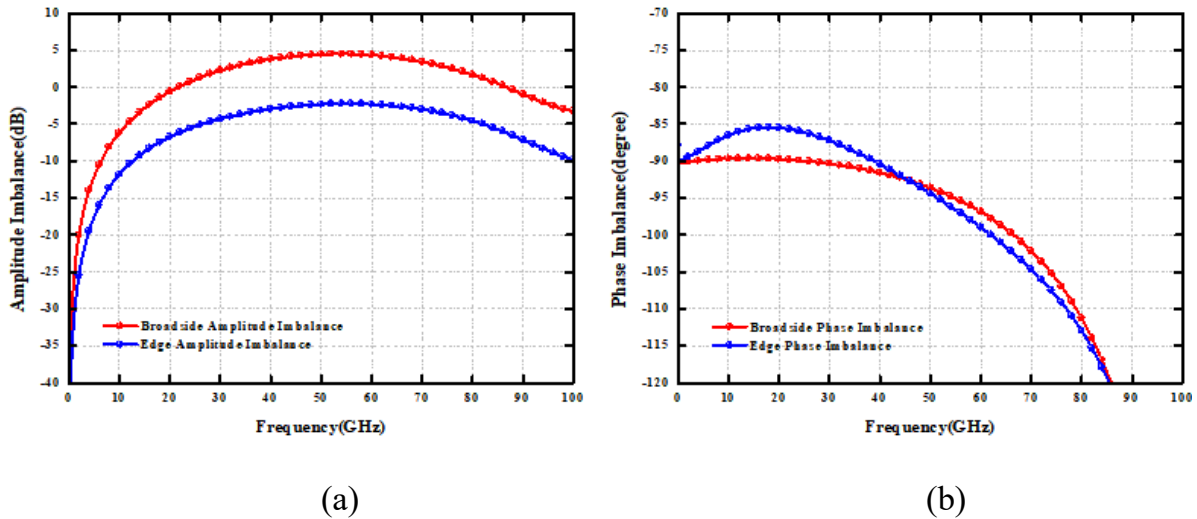 10
5
0
-5
-10
-15
-20
-25
-30
-35
-40
Amplitude Imbalance(dB)
Broadside Amplitude Imbalance
Edge Amplitude Imbalance
0 10 20 30 40 50 60 70 80 90 100
Frequency(GHz)
(a)
-70
-75
-80
-85
-90
-95
-100
-105
-110
-115
-120
Phase Imbalance(degree)
Broadside Phase Imbalance
Edge Phase Imbalance
0 10 20 30 40 50 60 70 80 90 100
Frequency(GHz)
(b)